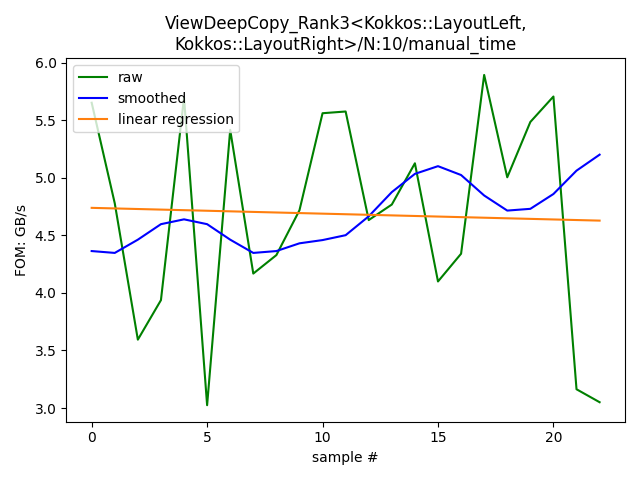 ViewDeepCopy_Rank3<Kokkos::LayoutLeft,
Kokkos::LayoutRight>/N:10/manual_time
raw
smoothed
linear regression
FOM: GB/s
6.0
5.5
5.0
4.5
4.0
3.5
3.0
0
5
10
15
20
sample #